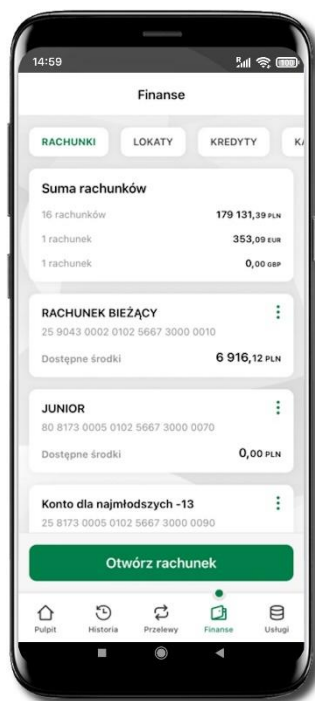 14:59
R
100
Finanse
RACHUNKI LOKATY KREDYTY KA
Suma rachunków
16 rachunków 179 131,39 PLN
1 rachunek 353,09 EUR
1 rachunek 0,00 GBP
RACHUNEK BIEŻĄCY
25 9043 0002 0102 5667 3000 0010
Dostępne środki 6 916,12 PLN
JUNIOR
80 8173 0005 0102 5667 3000 0070
Dostępne środki 0,00 PLN
Konto dla najmłodszych -13
25 8173 0005 0102 5667 3000 0090
Otwórz rachunek
Pulpit Historia Przelewy Finanse Usługi